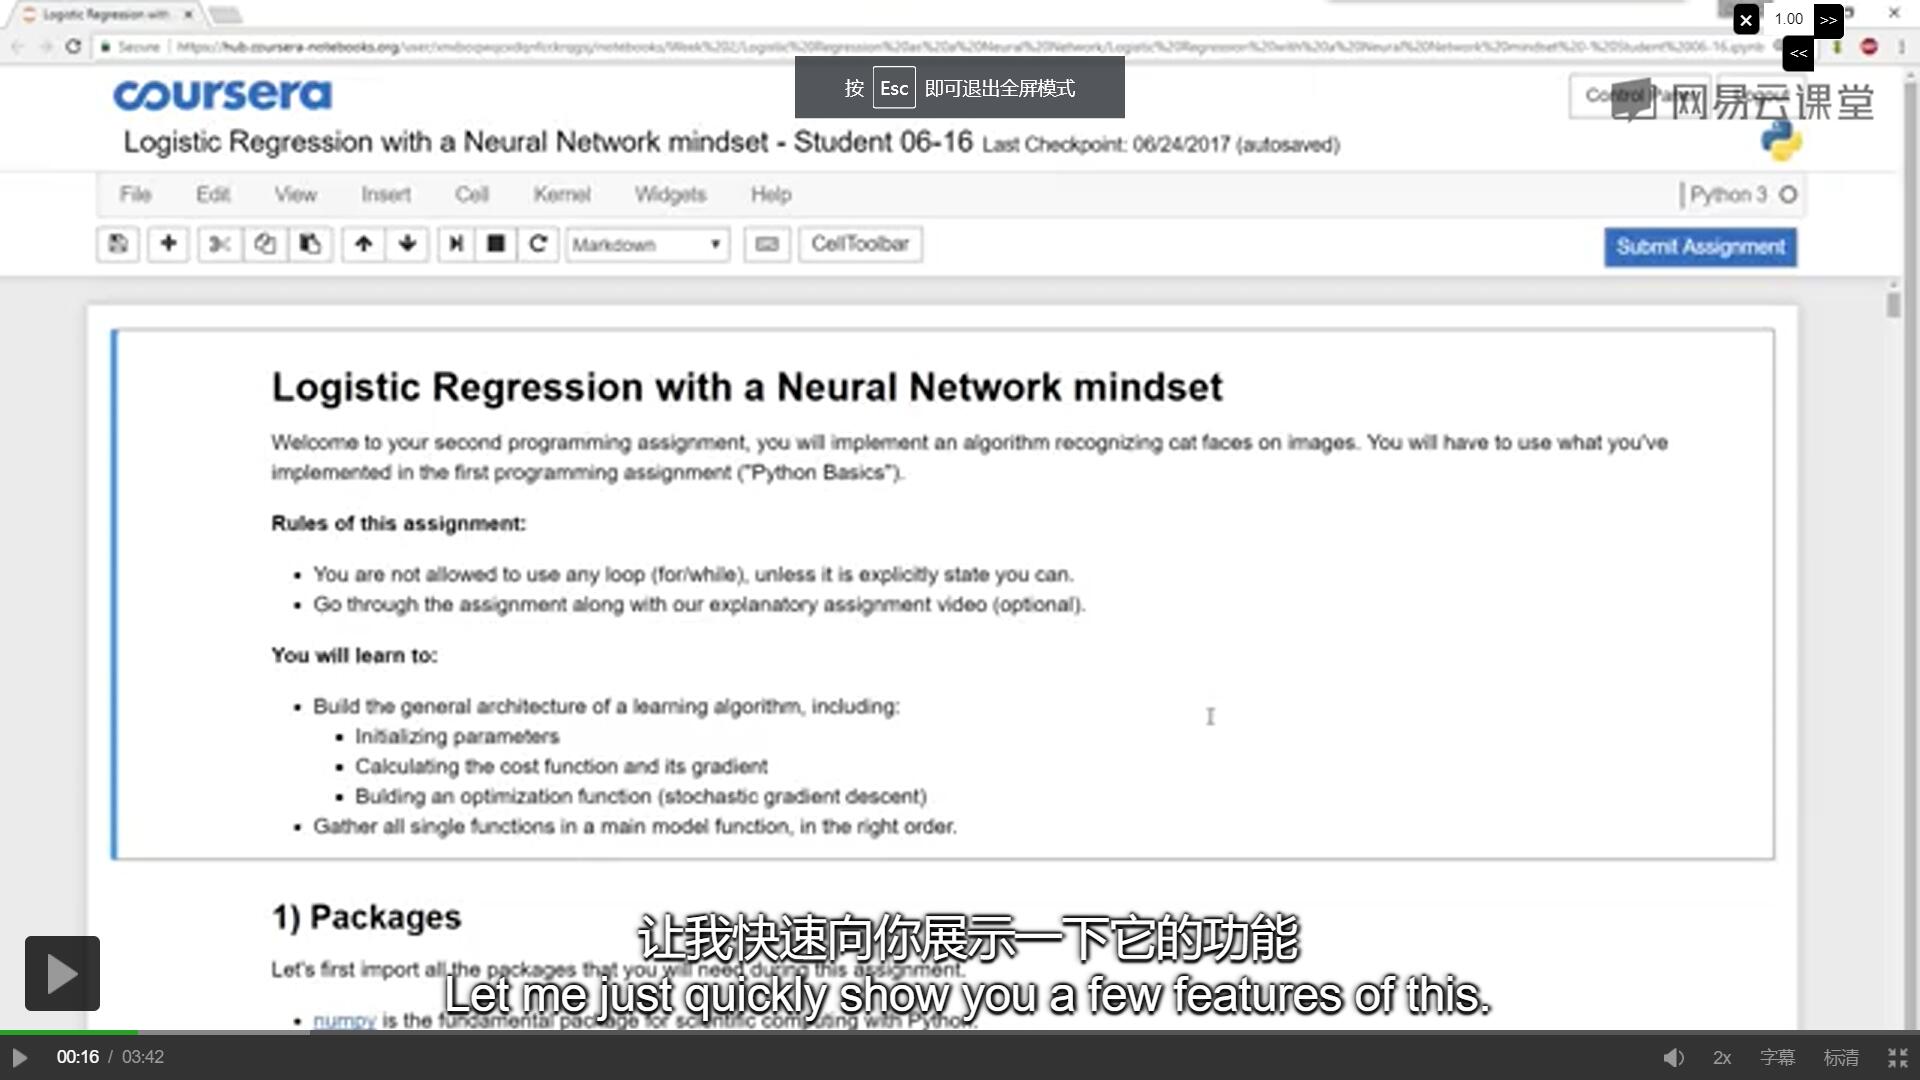 Logistic Regression with
1.00 >>
Secure
<<
coursera
按 Esc 即可退出全屏模式
网易云课堂
Logistic Regression with a Neural Network mindset - Student 06-16 Last Checkpoint: 06/24/2017 (autosaved)
File Edit View Insert Cell Kernel Widgets Help Python 3
Markdown CellToolbar Submit Assignment
Logistic Regression with a Neural Network mindset
Welcome to your second programming assignment, you will implement an algorithm recognizing cat faces on images. You will have to use what you've
implemented in the first programming assignment ("Python Basics").
Rules of this assignment:
• You are not allowed to use any loop (for/while), unless it is explicitly state you can.
• Go through the assignment along with our explanatory assignment video (optional).
You will learn to:
• Build the general architecture of a learning algorithm, including:
▪ Initializing parameters
▪ Calculating the cost function and its gradient
▪ Bulding an optimization function (stochastic gradient descent)
• Gather all single functions in a main model function, in the right order.
1) Packages
让我快速向你展示一下它的功能
Let's first import all the packages that you will need during this assignment.
Let me just quickly show you a few features of this.
• numpy is the fundamental package for scientific computing with Python.
00:16 / 03:42 2x 字幕 标清